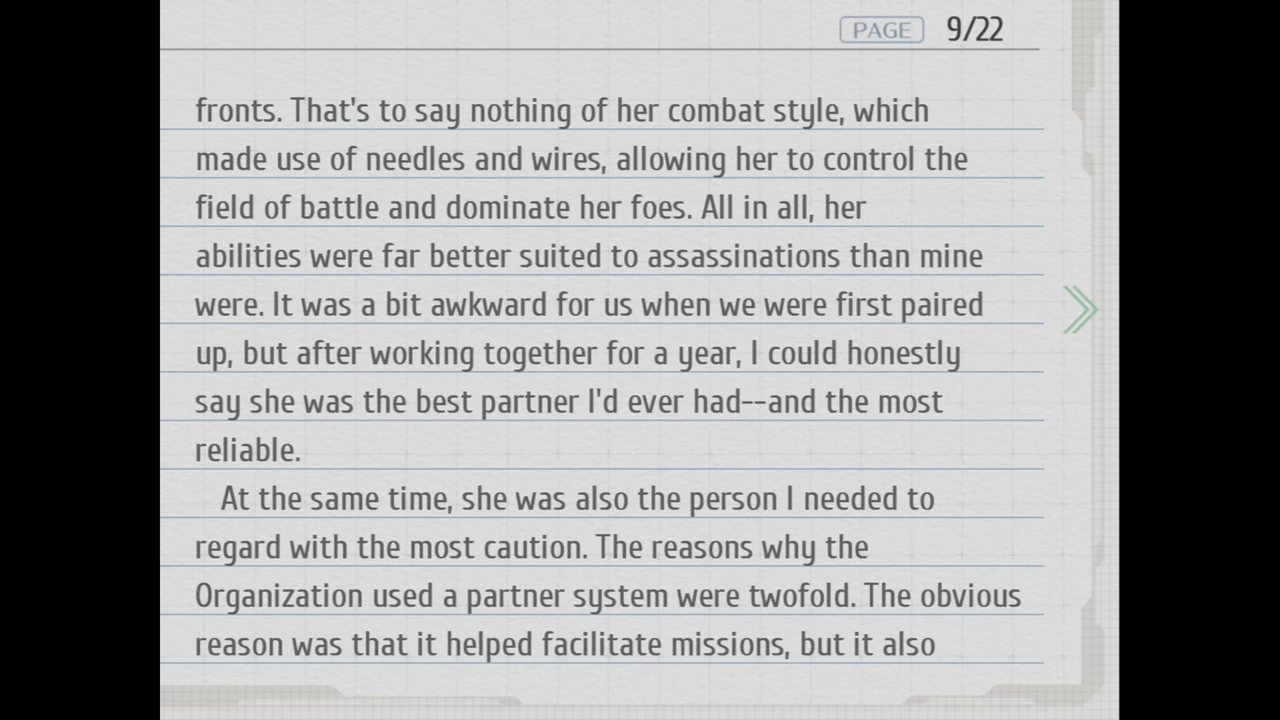 PAGE 9/22
fronts. That's to say nothing of her combat style, which
made use of needles and wires, allowing her to control the
field of battle and dominate her foes. All in all, her
abilities were far better suited to assassinations than mine
were. It was a bit awkward for us when we were first paired
up, but after working together for a year, I could honestly
say she was the best partner I'd ever had--and the most
reliable.
At the same time, she was also the person I needed to
regard with the most caution. The reasons why the
Organization used a partner system were twofold. The obvious
reason was that it helped facilitate missions, but it also